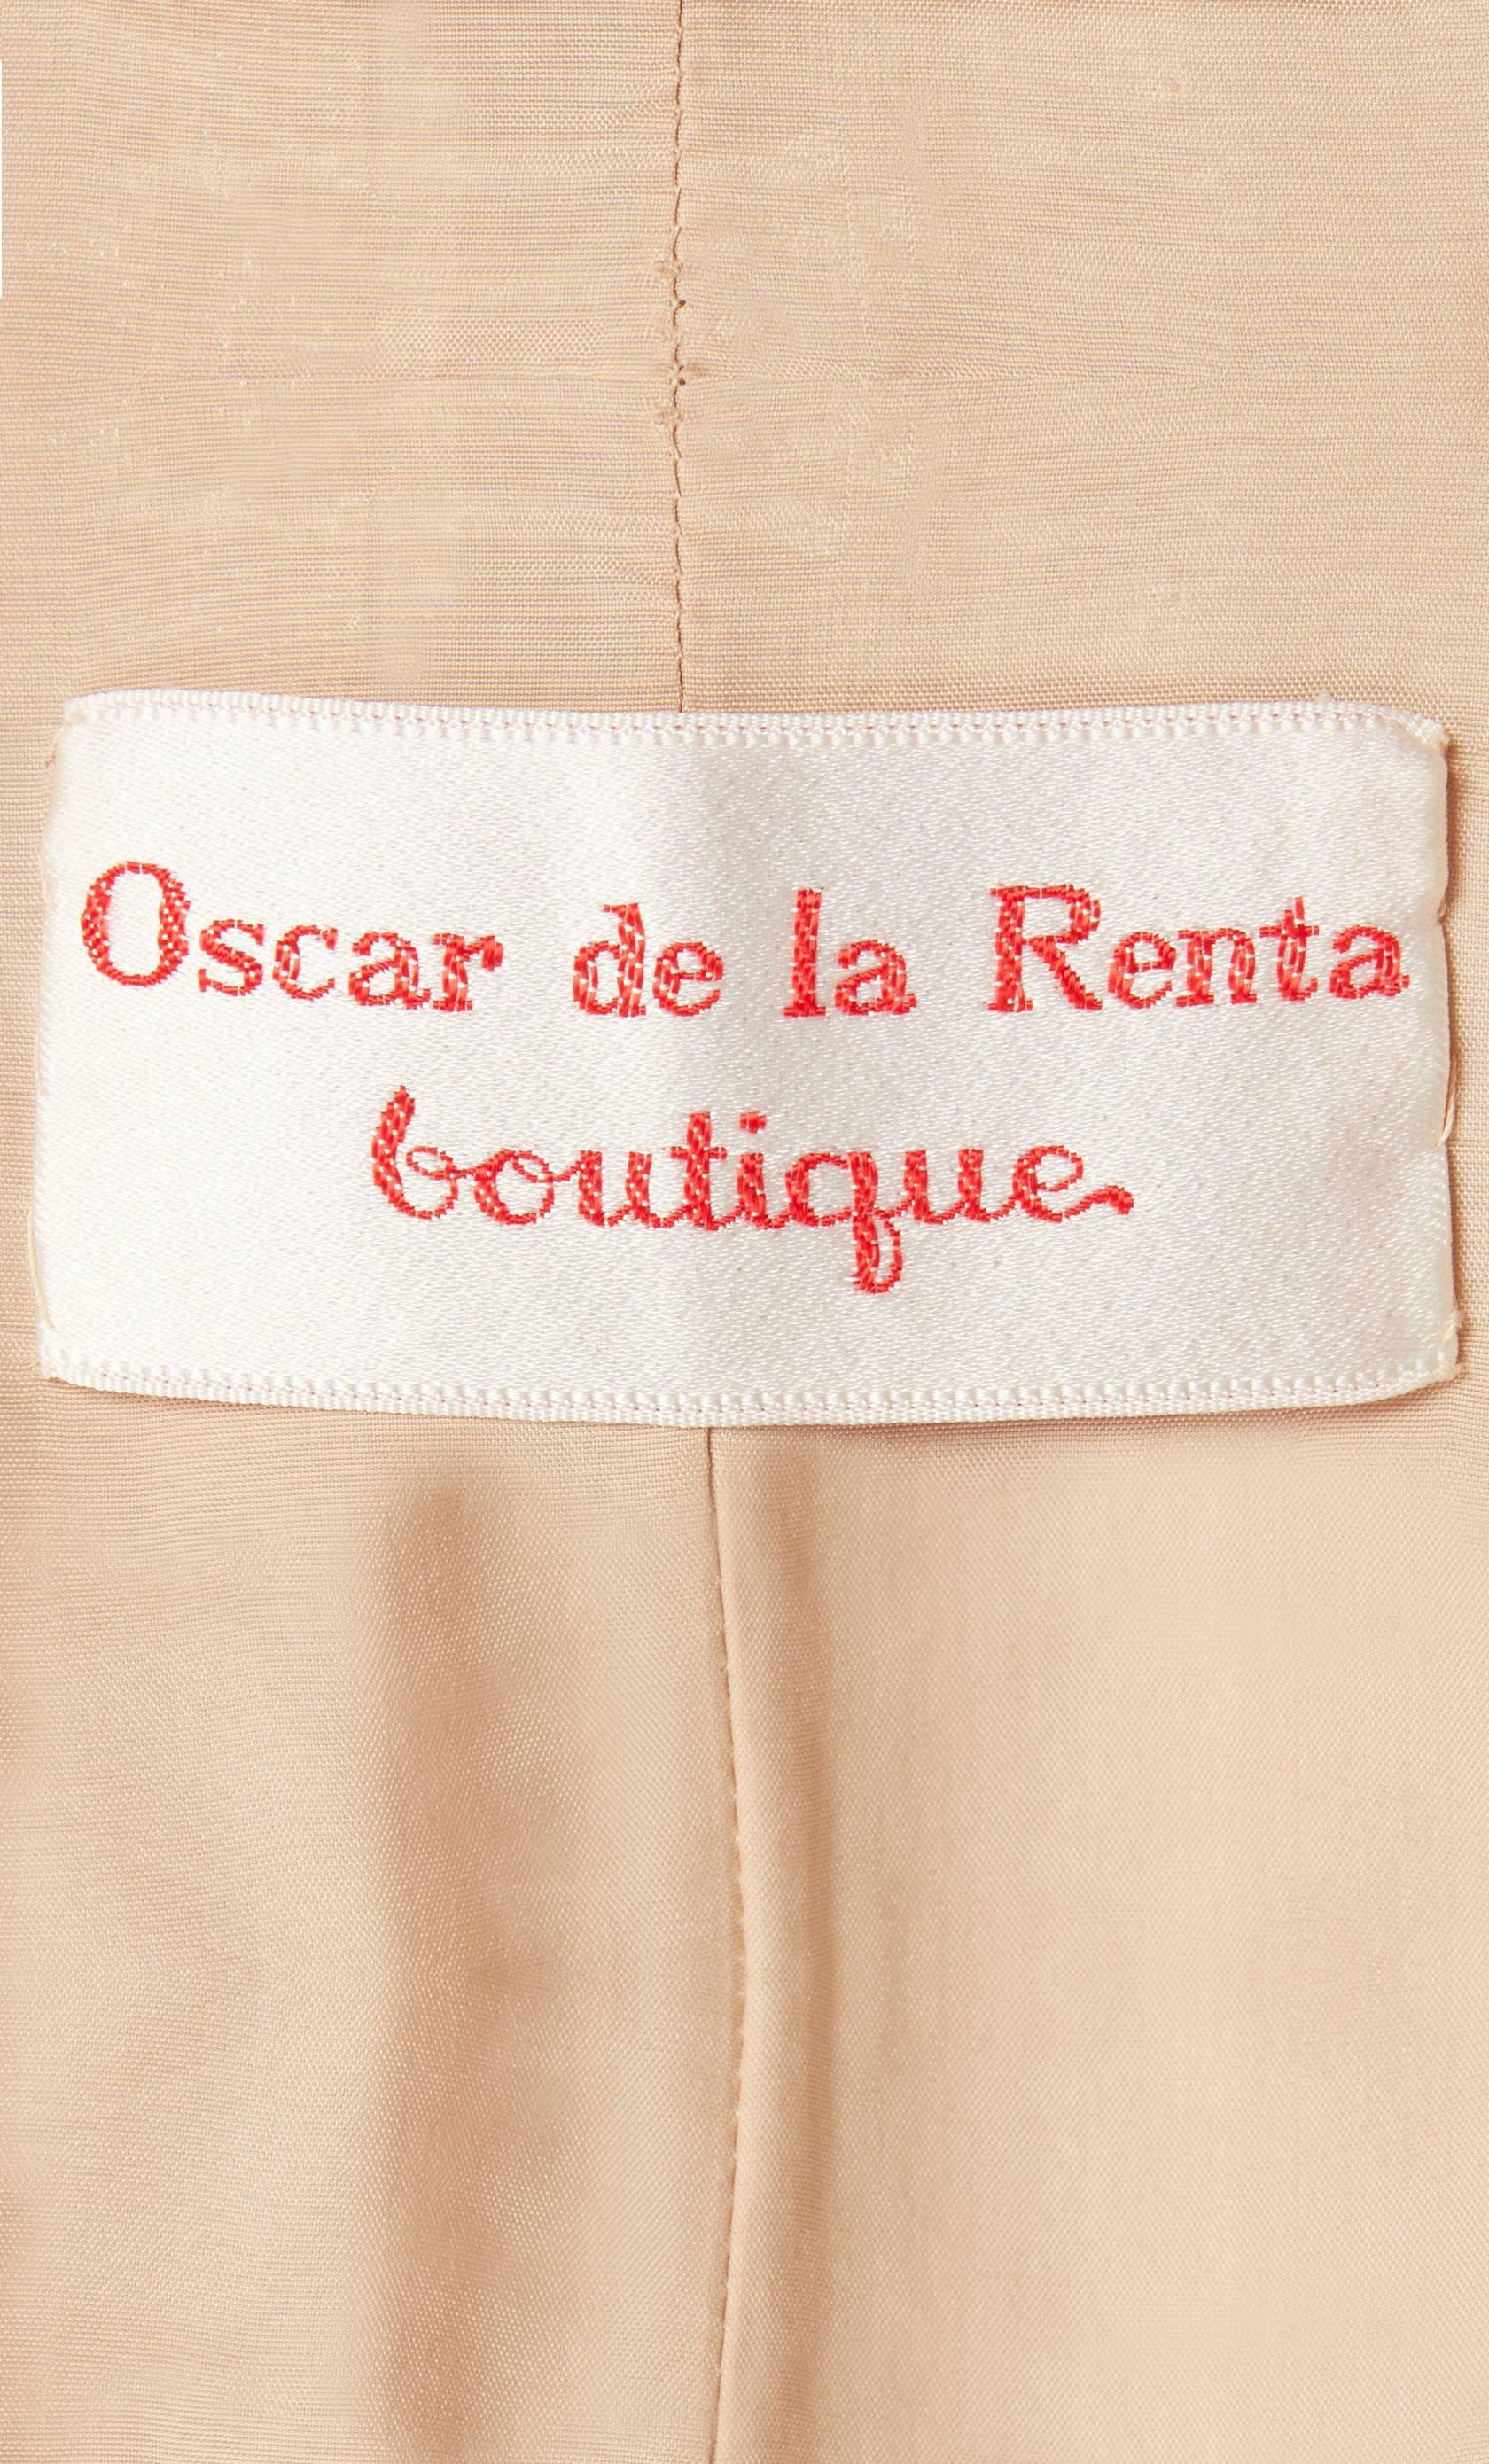 Oscar de la Renta
boutique